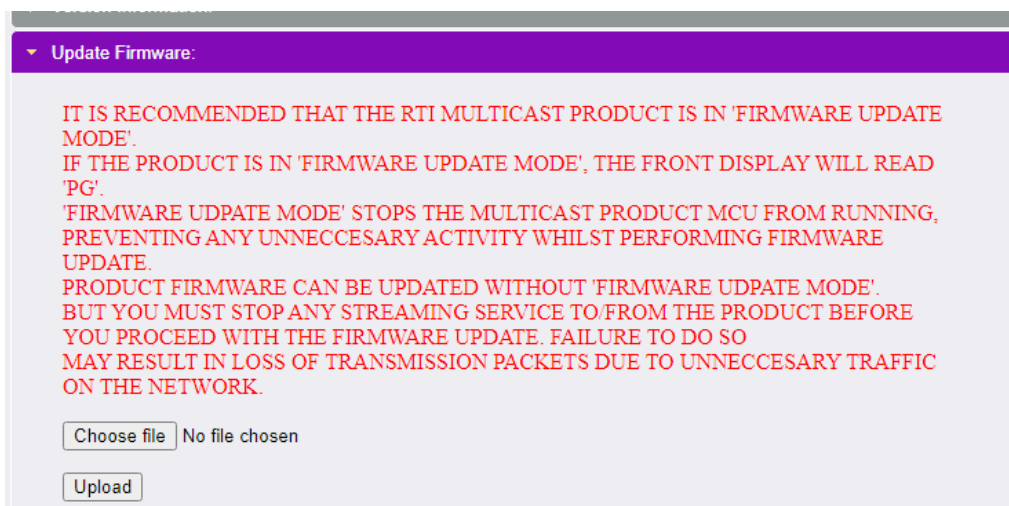 Update Firmware:
IT IS RECOMMENDED THAT THE RTI MULTICAST PRODUCT IS IN 'FIRMWARE UPDATE
MODE'.
IF THE PRODUCT IS IN 'FIRMWARE UPDATE MODE', THE FRONT DISPLAY WILL READ
'PG'.
'FIRMWARE UDPATE MODE' STOPS THE MULTICAST PRODUCT MCU FROM RUNNING,
PREVENTING ANY UNNECCESARY ACTIVITY WHILST PERFORMING FIRMWARE
UPDATE.
PRODUCT FIRMWARE CAN BE UPDATED WITHOUT 'FIRMWARE UDPATE MODE'.
BUT YOU MUST STOP ANY STREAMING SERVICE TO/FROM THE PRODUCT BEFORE
YOU PROCEED WITH THE FIRMWARE UPDATE. FAILURE TO DO SO
MAY RESULT IN LOSS OF TRANSMISSION PACKETS DUE TO UNNECCESARY TRAFFIC
ON THE NETWORK.
Choose file No file chosen
Upload